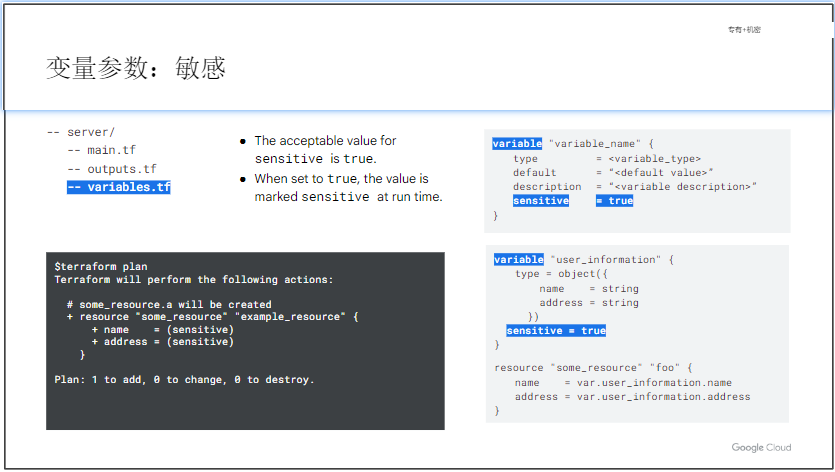 专有+机密
变量参数：敏感
-- server/
-- main.tf
-- outputs.tf
-- variables.tf
● The acceptable value for
sensitive is true.
● When set to true, the value is
marked sensitive at run time.
variable "variable_name" {
type = <variable_type>
default = "<default value>"
description = "<variable description>"
sensitive = true
}
$terraform plan
Terraform will perform the following actions:
# some_resource.a will be created
+ resource "some_resource" "example_resource" {
+ name = (sensitive)
+ address = (sensitive)
}
Plan: 1 to add, 0 to change, 0 to destroy.
variable "user_information" {
type = object({
name = string
address = string
})
sensitive = true
}
resource "some_resource" "foo" {
name = var.user_information.name
address = var.user_information.address
}
Google Cloud